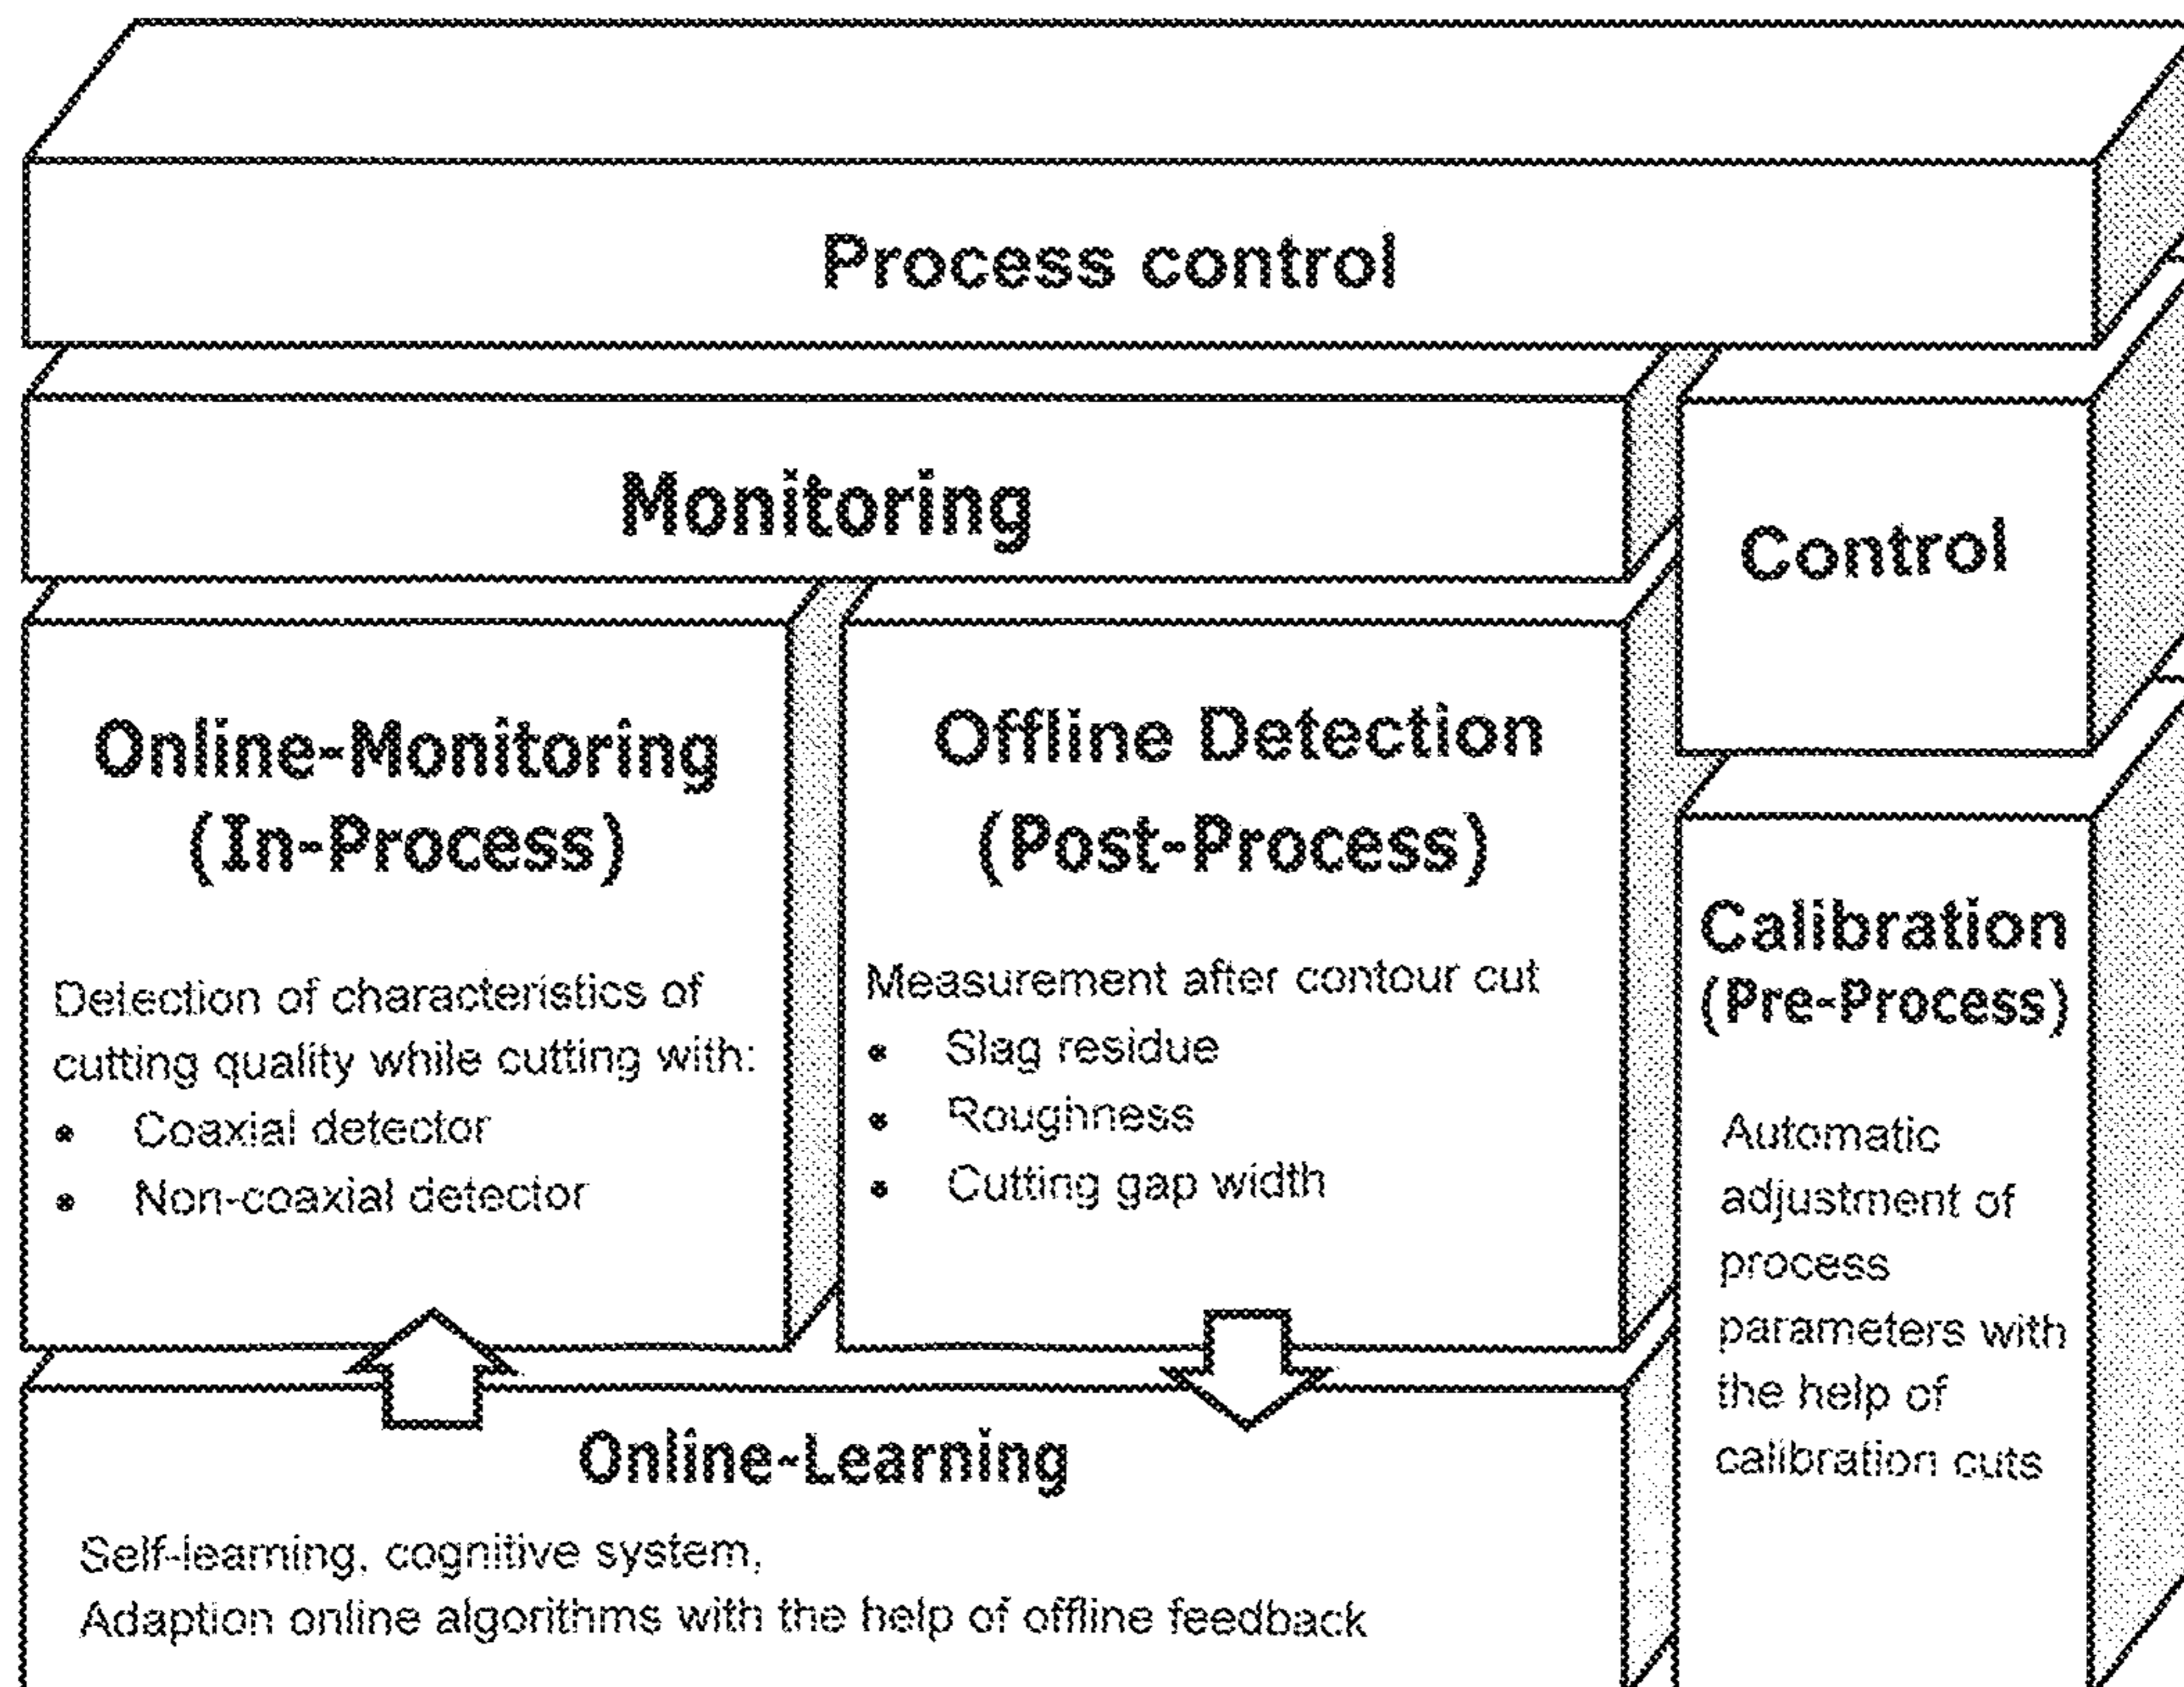 Process control
Monitoring
Control
Online-Monitoring
(In-Process)
Detection of characteristics of
cutting quality while cutting with:
• Coaxial detector
• Non-coaxial detector
Offline Detection
(Post-Process)
Measurement after contour cut
• Slag residue
• Roughness
• Cutting gap width
Calibration
(Pre-Process)
Automatic
adjustment of
process
parameters with
the help of
calibration cuts
Online-Learning
Self-learning, cognitive system,
Adaption online algorithms with the help of offline feedback